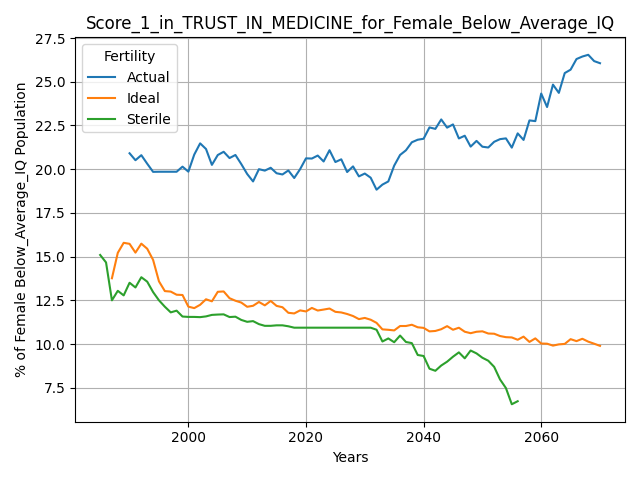 Score_1_in_TRUST_IN_MEDICINE_for_Female_Below_Average_IQ
27.5
25.0
22.5
20.0
17.5
15.0
12.5
10.0
7.5
% of Female Below_Average_IQ Population
Fertility
Actual
Ideal
Sterile
2000
2020
2040
2060
Years